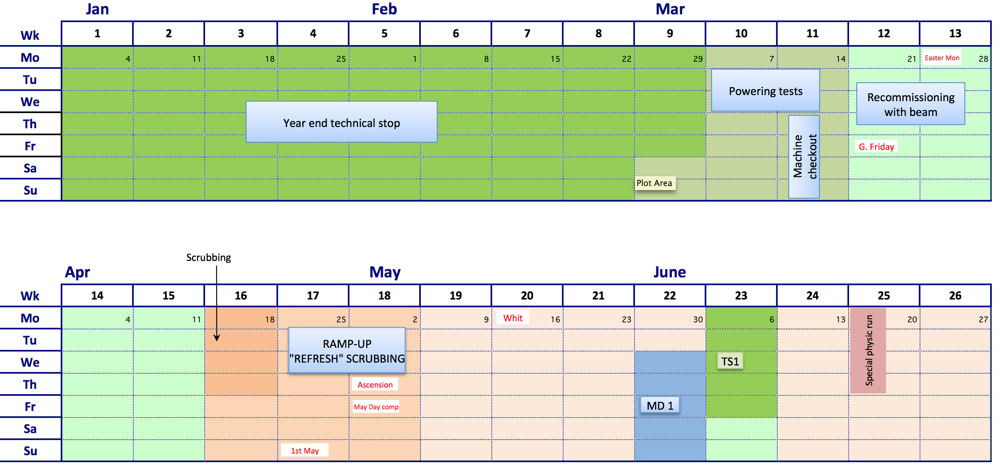 Jan Feb Mar
Wk 1 2 3 4 5 6 7 8 9 10 11 12 13
Mo 4 11 18 25 1 8 15 22 29 7 14 21 Easter Mon 28
Tu
Powering tests
We
Recommissioning
with beam
Th
Year end technical stop
Machine
checkout
Fr
G. Friday
Sa
Plot Area
Su
Scrubbing
Apr May June
Wk 14 15 16 17 18 19 20 21 22 23 24 25 26
Mo 4 11 18 25 2 9 Whit 16 23 30 6 13 20 27
Special physic run
Tu
RAMP-UP
"REFRESH" SCRUBBING
We
TS1
Th
Ascension
Fr
May Day comp
MD 1
Sa
Su
1st May